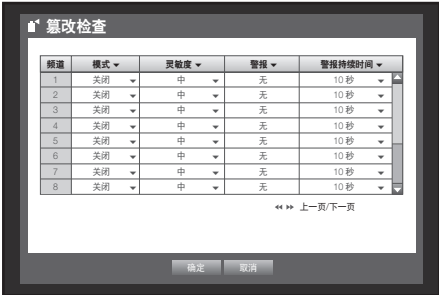 篡改检查
频道 模式 灵敏度 警报 警报持续时间
1 关闭 中 无 10 秒
2 关闭 中 无 10 秒
3 关闭 中 无 10 秒
4 关闭 中 无 10 秒
5 关闭 中 无 10 秒
6 关闭 中 无 10 秒
7 关闭 中 无 10 秒
8 关闭 中 无 10 秒
上一页/下一页
确定 取消